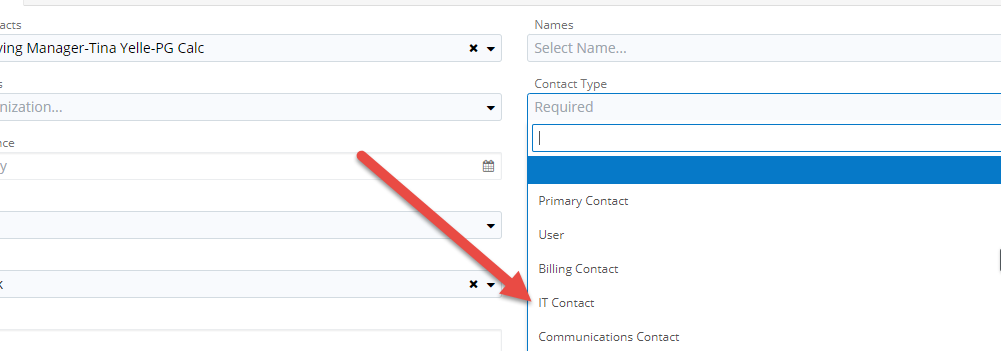 acts
Names
ving Manager-Tina Yelle-PG Calc
Select Name...
s
Contact Type
nization...
Required
nce
y
Primary Contact
User
Billing Contact
IT Contact
Communications Contact